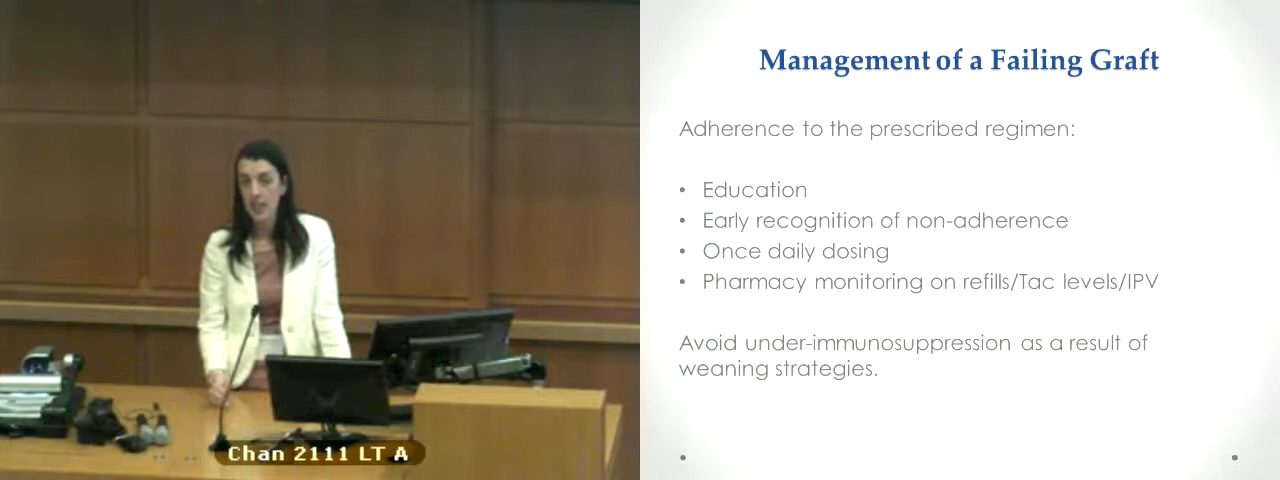 Management of a Failing Graft
Adherence to the prescribed regimen:
• Education
• Early recognition of non-adherence
• Once daily dosing
• Pharmacy monitoring on refills/Tac levels/IPV
Avoid under-immunosuppression as a result of
weaning strategies.
Chan 2111 LT A